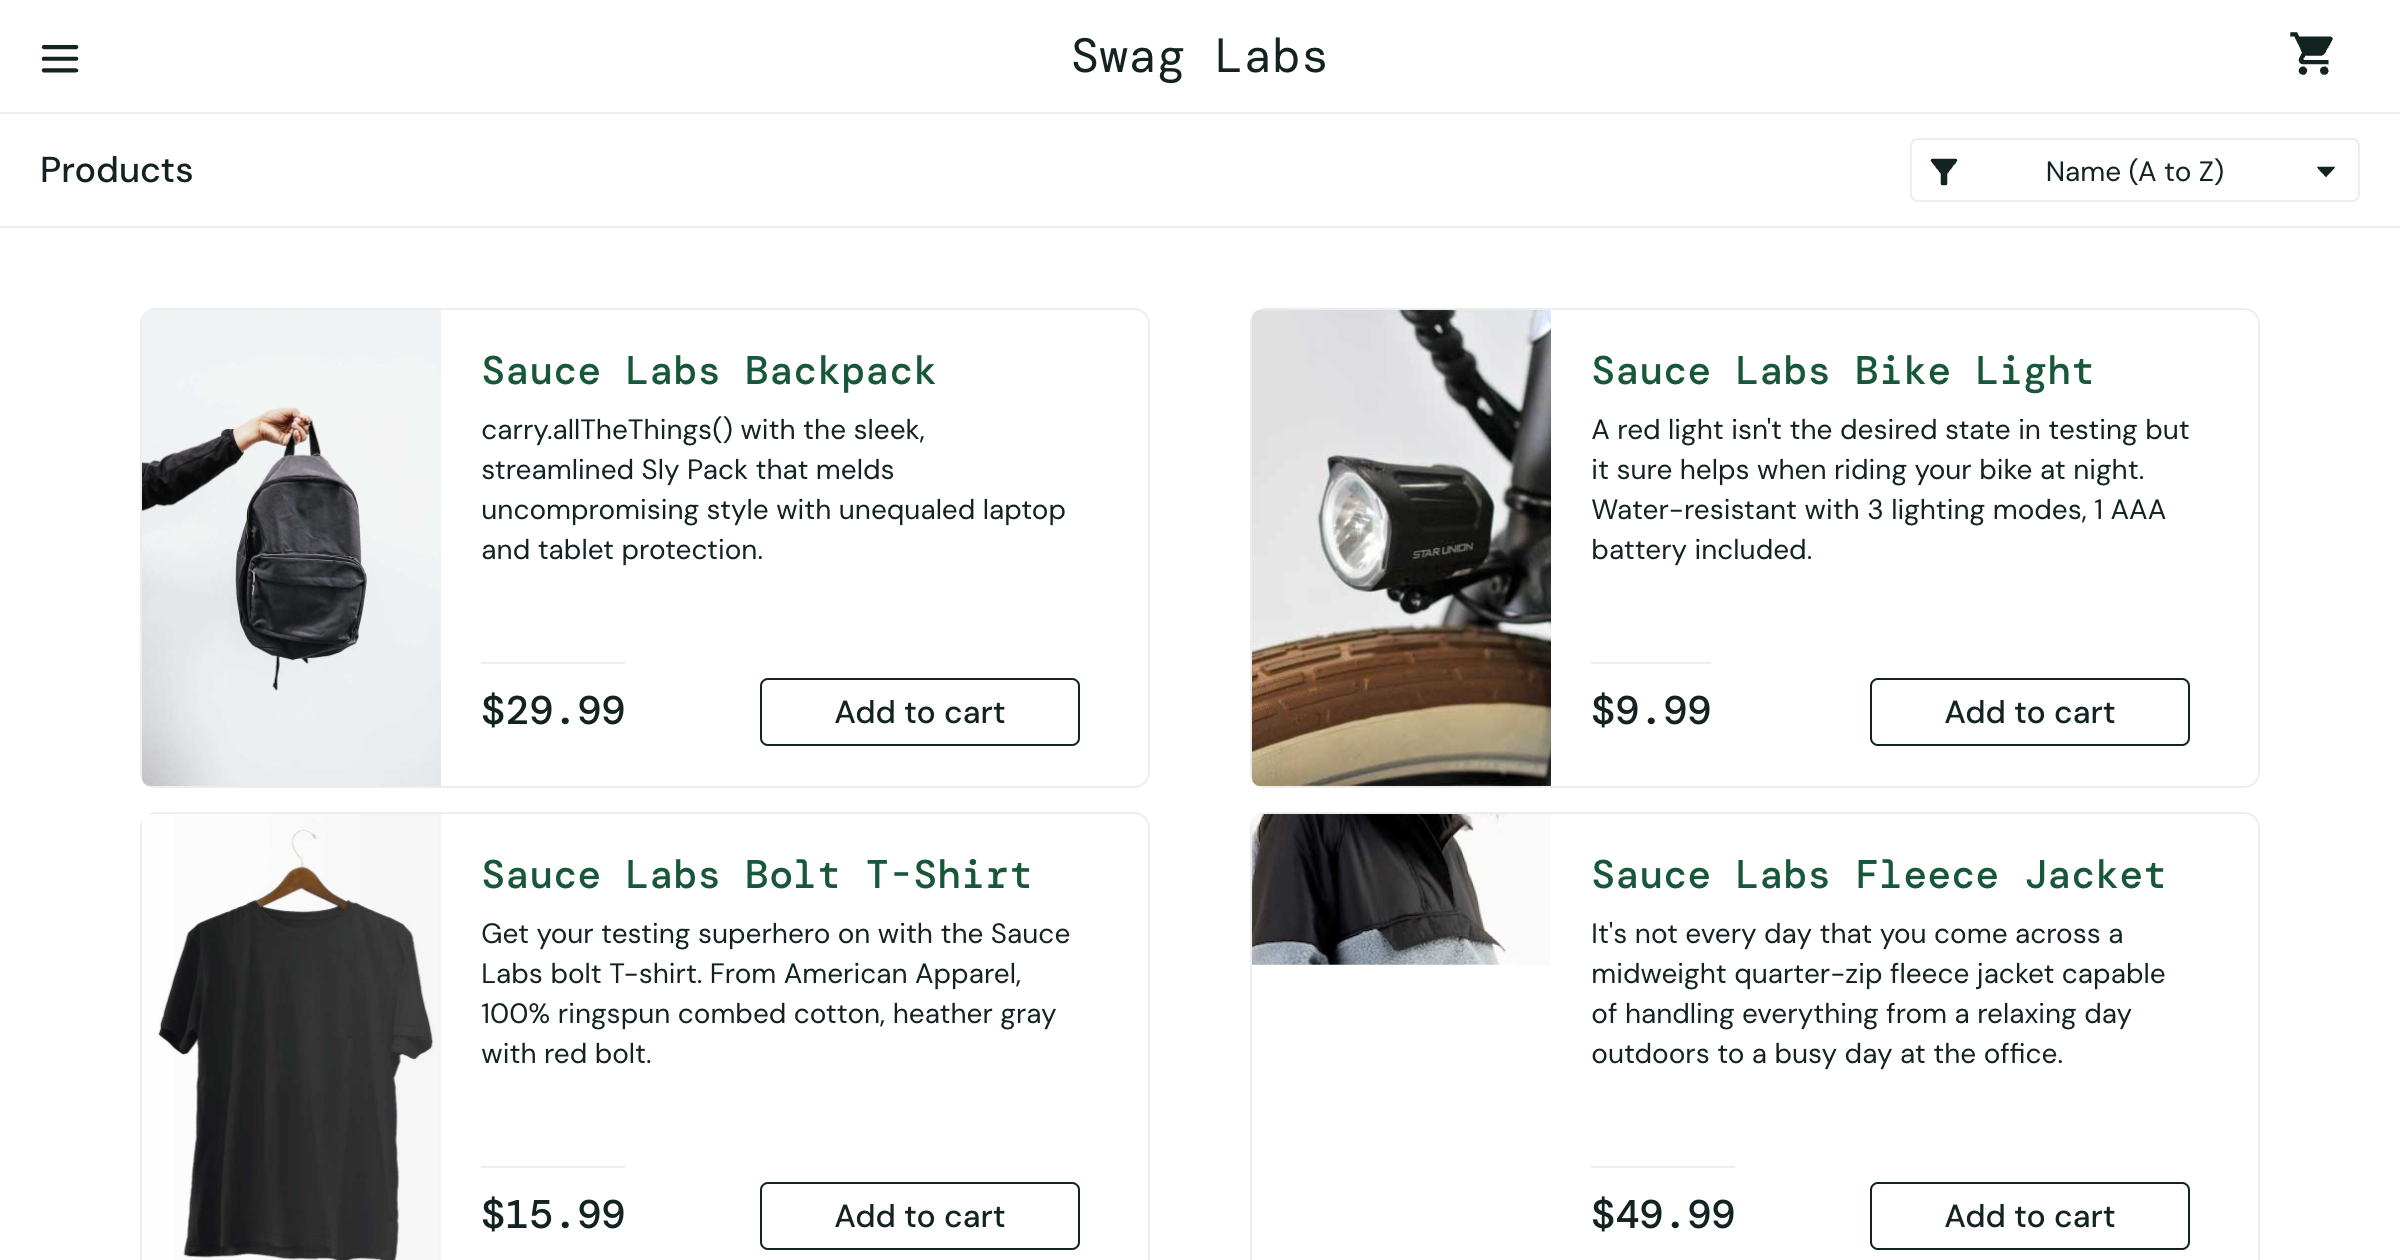 Swag Labs
Products
Name (A to Z)
Sauce Labs Backpack
carry.allTheThings() with the sleek,
streamlined Sly Pack that melds
uncompromising style with unequaled laptop
and tablet protection.
$29.99
Add to cart
STAR UNION
Sauce Labs Bike Light
A red light isn't the desired state in testing but
it sure helps when riding your bike at night.
Water-resistant with 3 lighting modes, 1 AAA
battery included.
$9.99
Add to cart
Sauce Labs Bolt T-Shirt
Get your testing superhero on with the Sauce
Labs bolt T-shirt. From American Apparel,
100% ringspun combed cotton, heather gray
with red bolt.
$15.99
Add to cart
Sauce Labs Fleece Jacket
It's not every day that you come across a
midweight quarter-zip fleece jacket capable
of handling everything from a relaxing day
outdoors to a busy day at the office.
$49.99
Add to cart